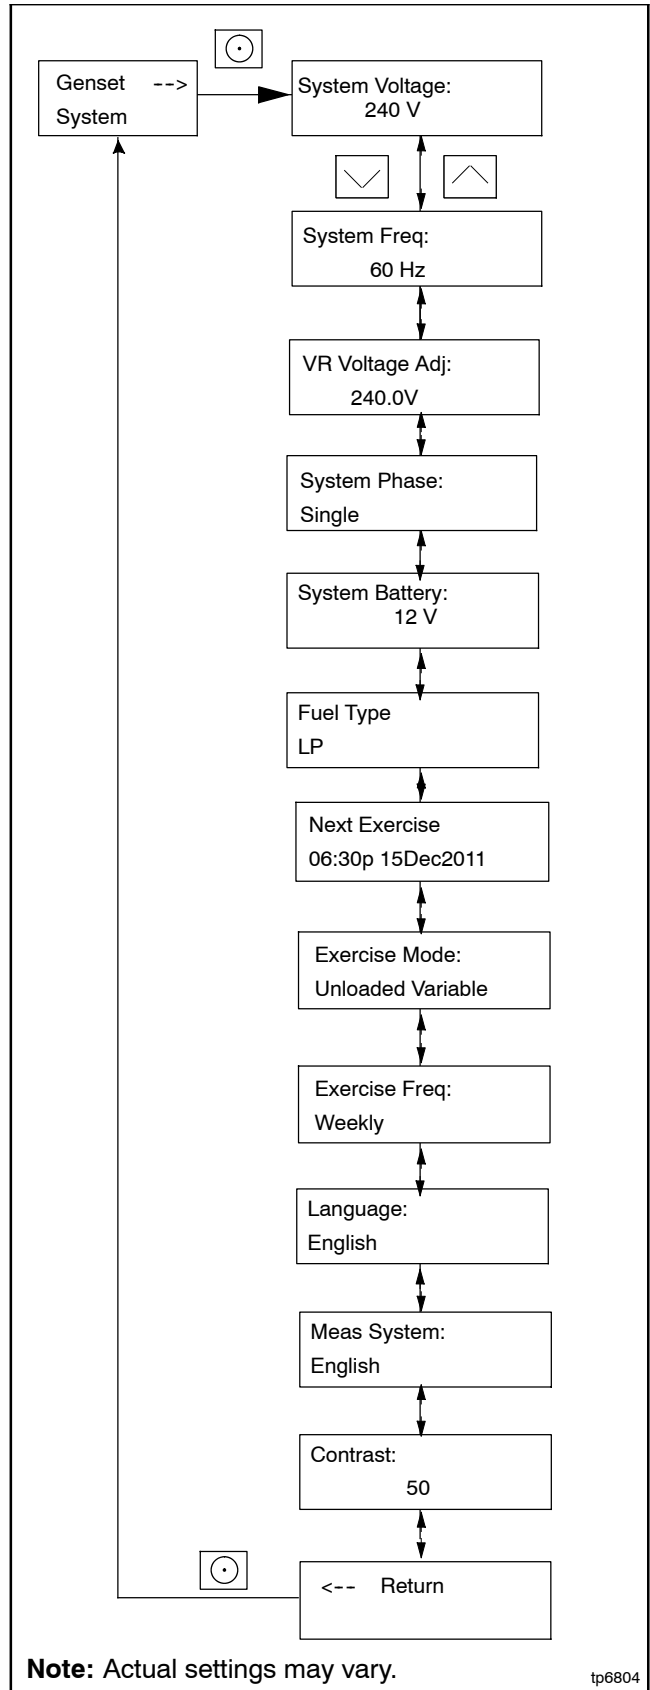 Genset -->
System
System Voltage:
240 V
System Freq:
60 Hz
VR Voltage Adj:
240.0V
System Phase:
Single
System Battery:
12 V
Fuel Type
LP
Next Exercise
06:30p 15Dec2011
Exercise Mode:
Unloaded Variable
Exercise Freq:
Weekly
Language:
English
Meas System:
English
Contrast:
50
<-- Return
Note: Actual settings may vary.
tp6804